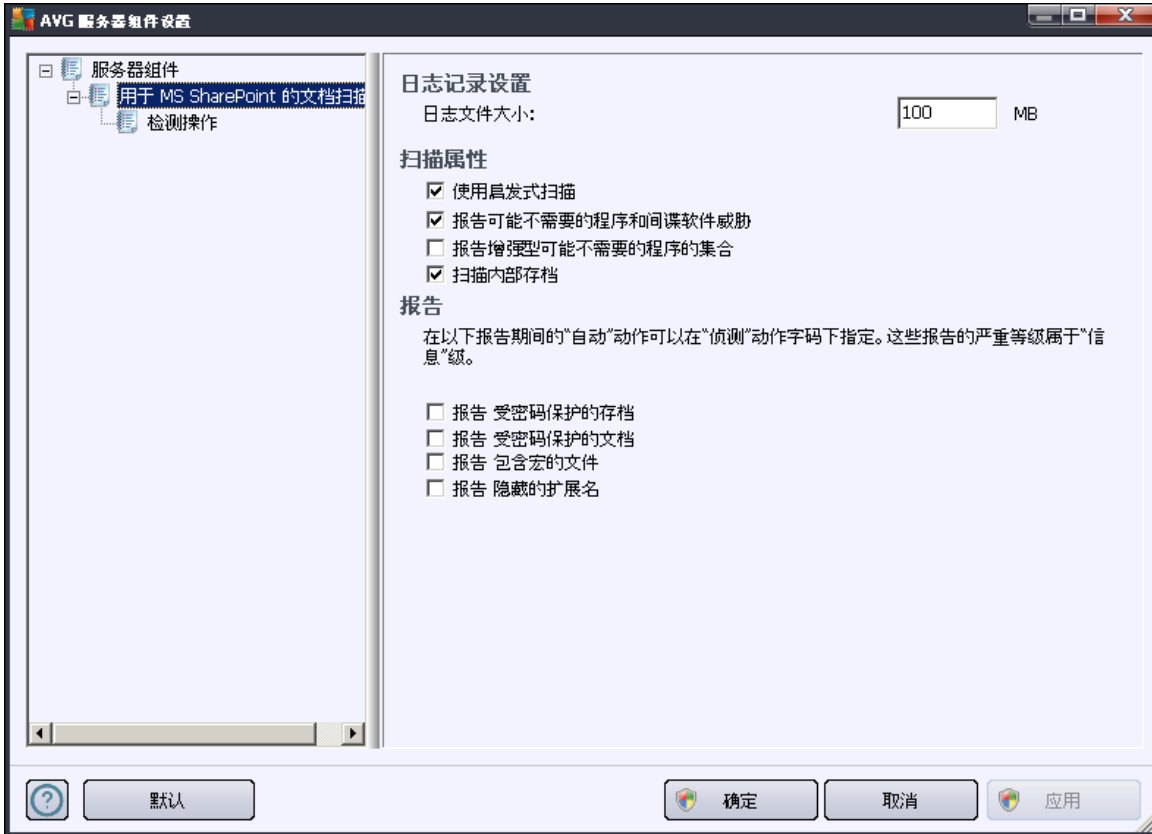 AVG 服务器组件设置
服务器组件
用于 MS SharePoint 的文档扫描
检测操作
日志记录设置
日志文件大小:
100
MB
扫描属性
使用启发式扫描
报告可能不需要的程序和间谍软件威胁
报告增强型可能不需要的程序的集合
扫描内部存档
报告
在以下报告期间的“自动”动作可以在“侦测”动作字码下指定。这些报告的严重等级属于“信
息”级。
报告 受密码保护的存档
报告 受密码保护的文档
报告 包含宏的文件
报告 隐藏的扩展名
?
默认
确定
取消
应用